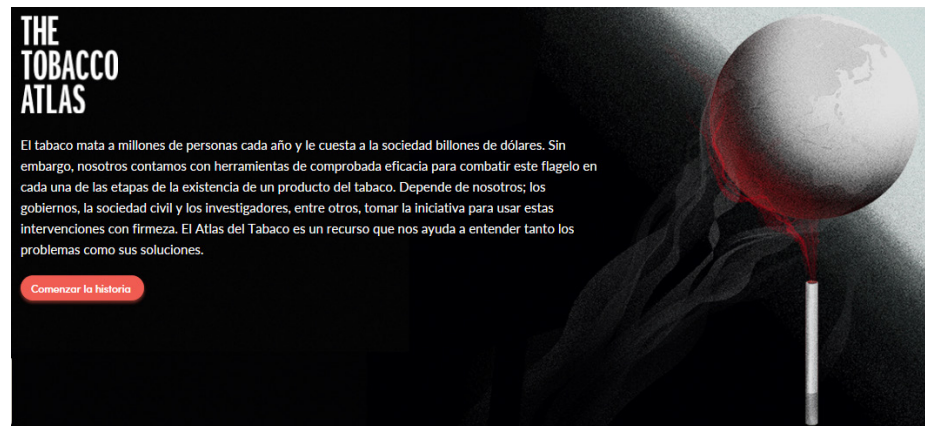 THE
TOBACCO
ATLAS
El tabaco mata a millones de personas cada año y le cuesta a la sociedad billones de dólares. Sin
embargo, nosotros contamos con herramientas de comprobada eficacia para combatir este flagelo en
cada una de las etapas de la existencia de un producto del tabaco. Depende de nosotros; los
gobiernos, la sociedad civil y los investigadores, entre otros, tomar la iniciativa para usar estas
intervenciones con firmeza. El Atlas del Tabaco es un recurso que nos ayuda a entender tanto los
problemas como sus soluciones.
Comenzar la historia